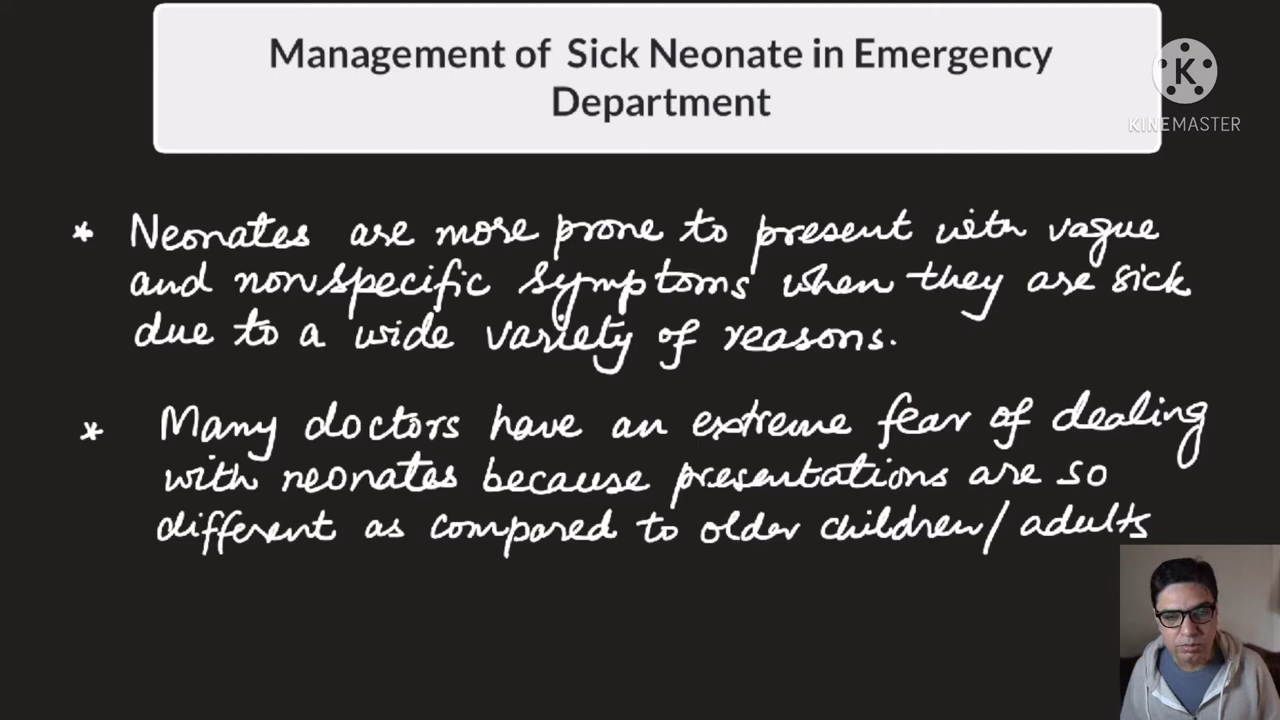 Management of Sick Neonate in Emergency
Department
K
KINEMASTER
* Neonates are more prone to present with vague
and nonspecific symptoms when they are sick
due to a wide variety of reasons.
* Many doctors have an extreme fear of dealing
with neonates because presentations are so
different as compared to older children/adults